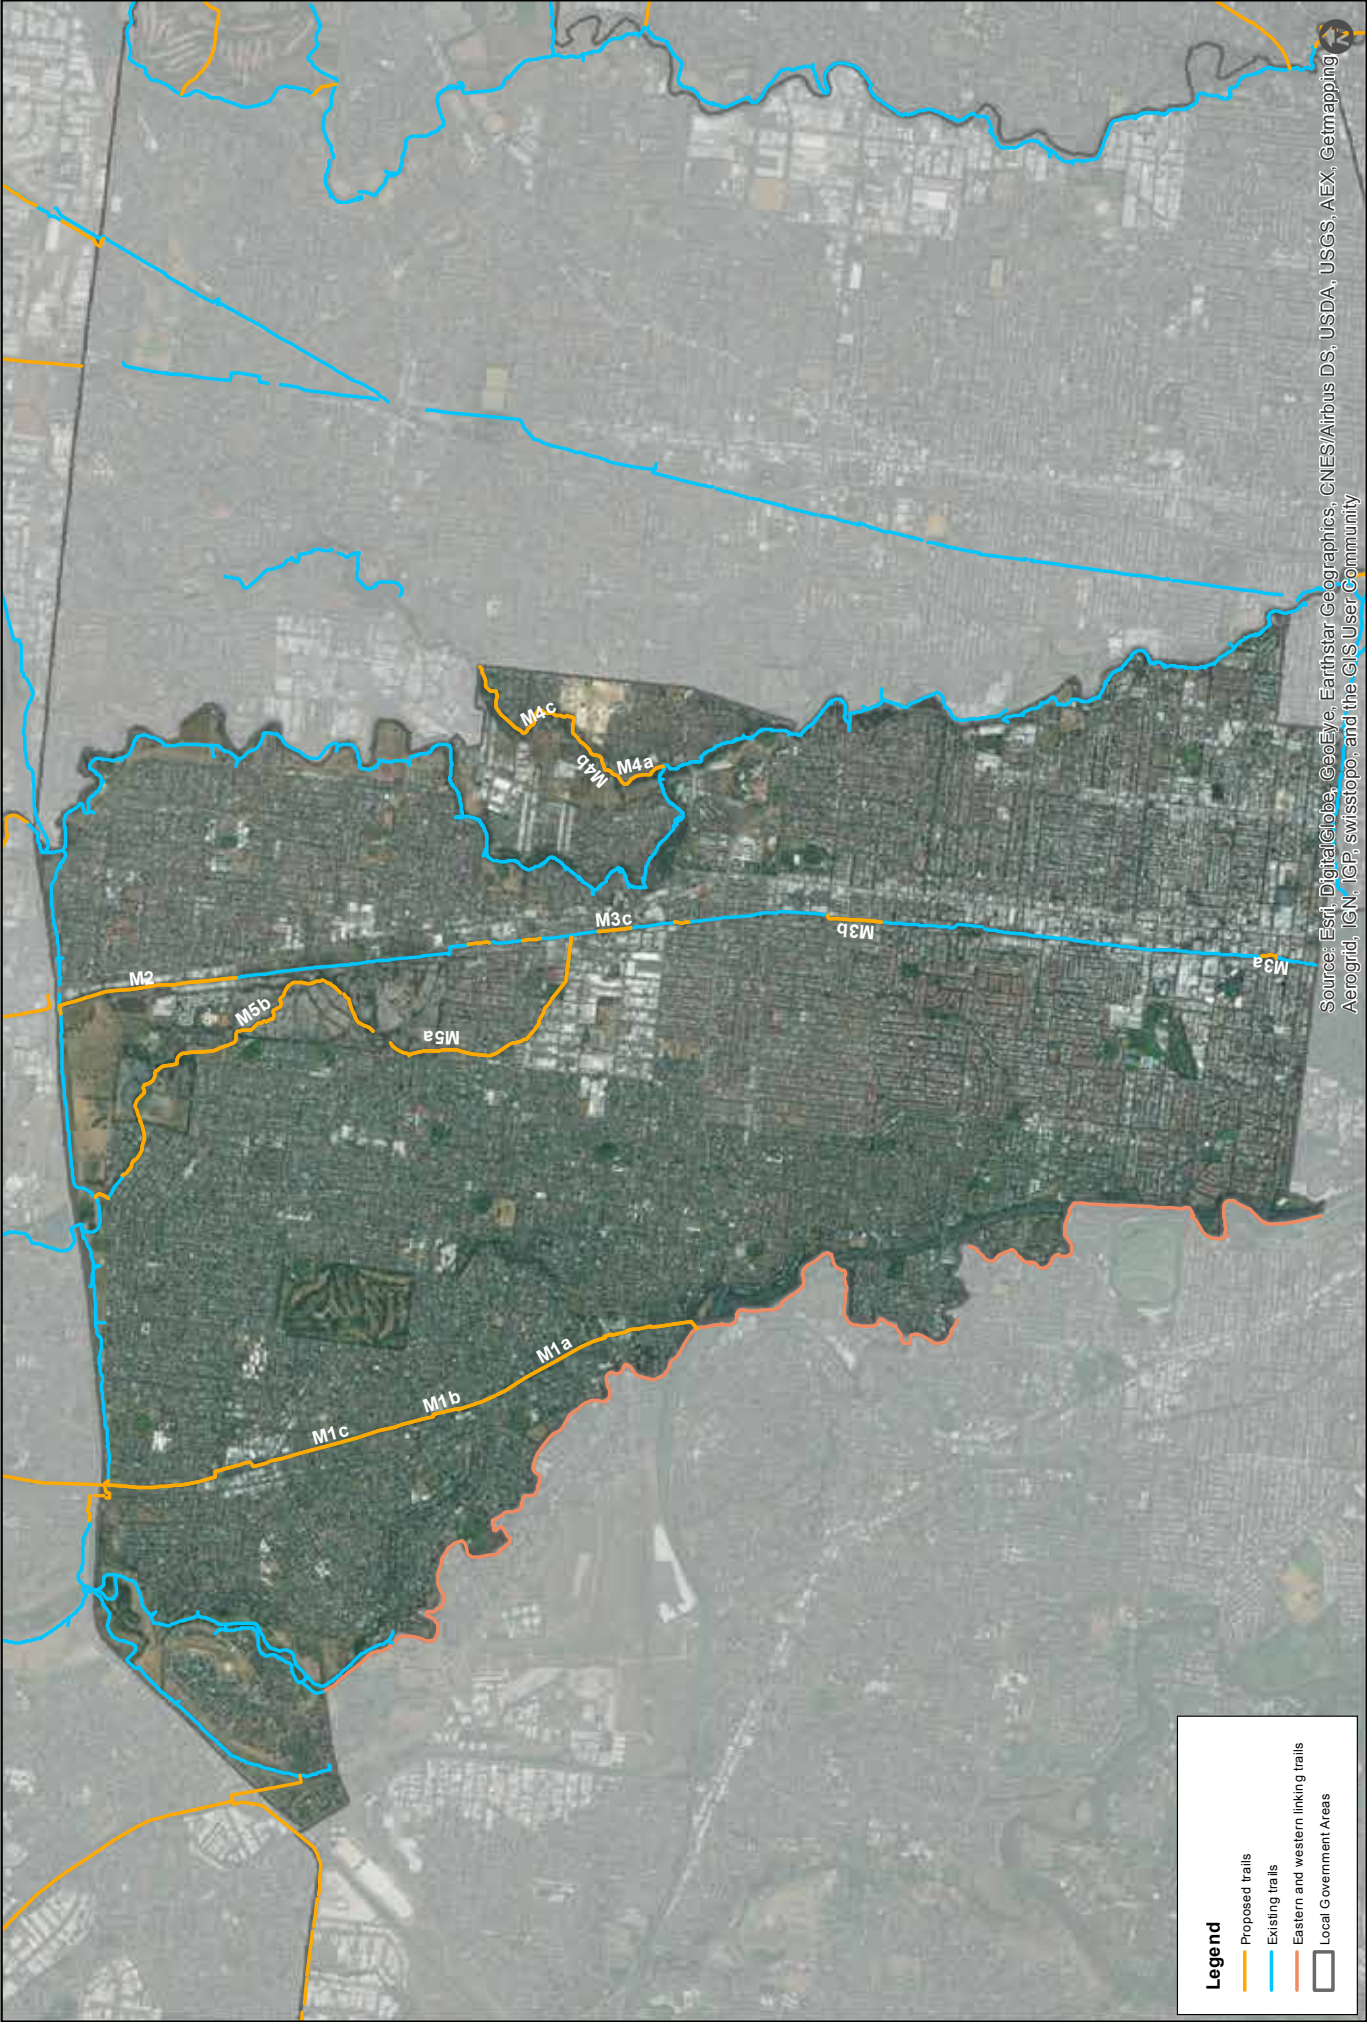 M2
M5b
M5a
M3c
M3b
M3a
M4c
M4b
M4a
M1a
M1b
M1c
Legend
Proposed trails
Existing trails
Eastern and western linking trails
Local Government Areas
N
Source: Esri, DigitalGlobe, GeoEye, Earthstar Geographics, CNES/Airbus DS, USDA, USGS, AEX, Getmapping,
Aerogrid, IGN, IGP, swisstopo, and the GIS User Community